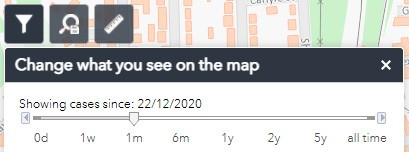 Change what you see on the map
Showing cases since: 22/12/2020
0d 1w 1m 6m 1y 2y 5y all time